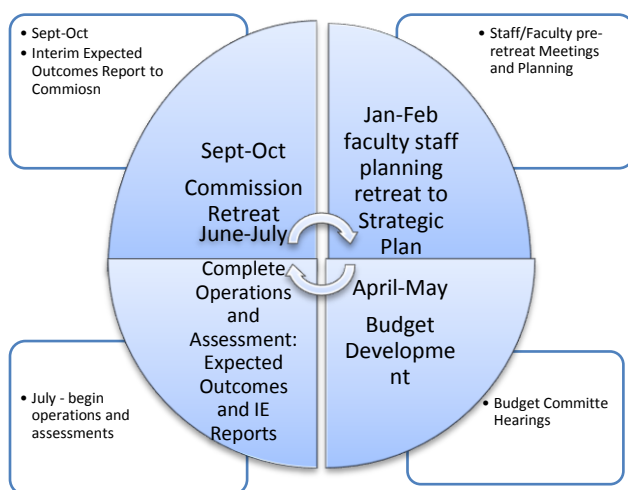 • Sept-Oct
• Interim Expected
Outcomes Report to
Commiosn
• Staff/Faculty pre-
retreat Meetings
and Planning
Sept-Oct
Commission
Retreat
Jan-Feb
faculty staff
planning
retreat to
Strategic
Plan
June-July
Complete
Operations
and
Assessment:
Expected
Outcomes
and IE
Reports
April-May
Budget
Developme
nt
• July - begin
operations and
assessments
• Budget Committe
Hearings